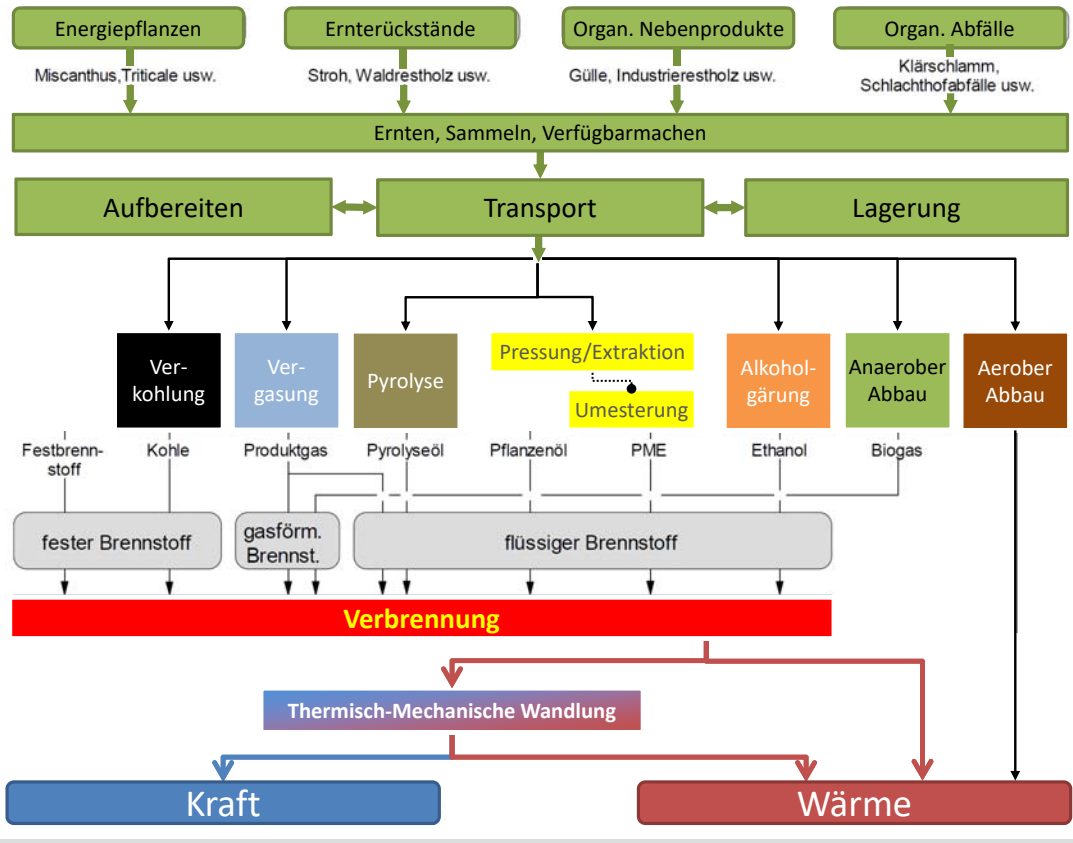 Energiepflanzen
Ernterückstände
Organ. Nebenprodukte
Organ. Abfälle
Miscanthus,Triticale usw.
Stroh, Waldrestholz usw.
Gülle, Industrierestholz usw.
Klärschlamm,
Schlachthofabfälle usw.
Ernten, Sammeln, Verfügbarmachen
Aufbereiten
Transport
Lagerung
Ver-
kohlung
Ver-
gasung
Pyrolyse
Pressung/Extraktion
Umesterung
Alkohol-
gärung
Anaerober
Abbau
Aerober
Abbau
Festbrenn-
stoff
Kohle
Produktgas
Pyrolyseöl
Pflanzenöl
PME
Ethanol
Biogas
fester Brennstoff
gasförm.
Brennst.
flüssiger Brennstoff
Verbrennung
Thermisch-Mechanische Wandlung
Kraft
Wärme